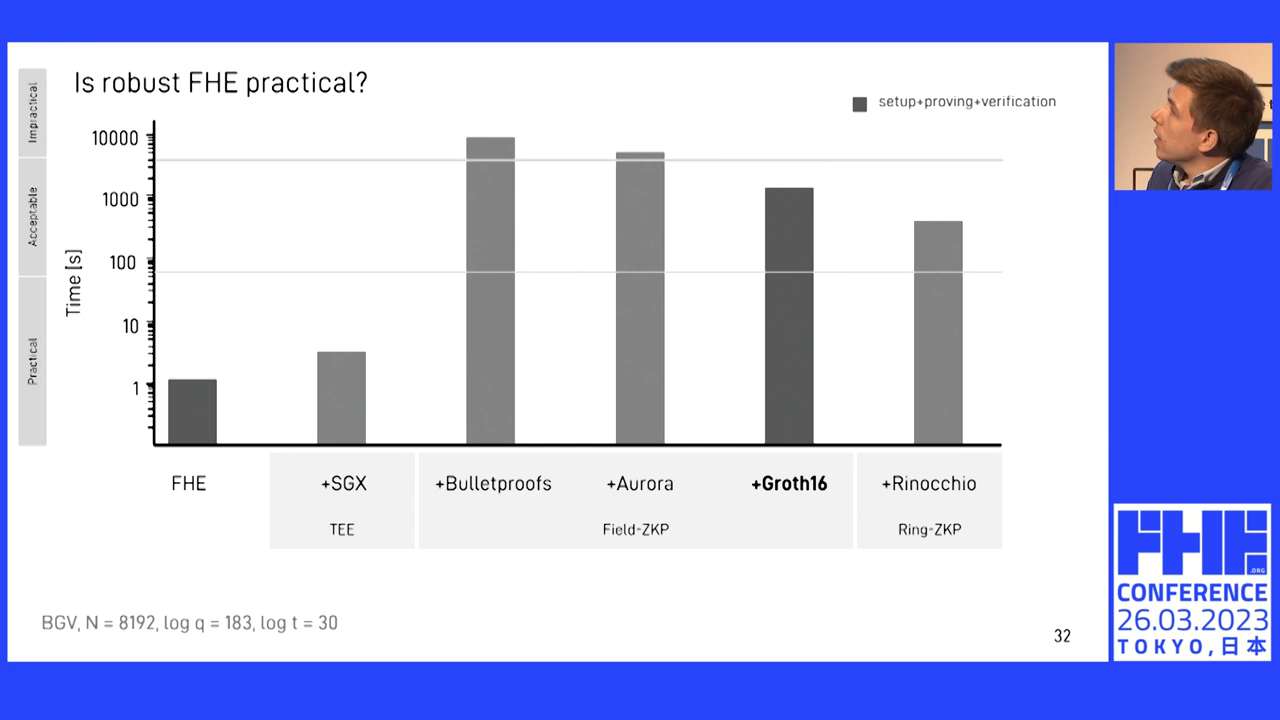 Is robust FHE practical?
setup+proving+verification
Impractical
Acceptable
Practical
Time [s]
10000
1000
100
10
1
FHE
+SGX
+Bulletproofs
+Aurora
+Groth16
+Rinocchio
TEE
Field-ZKP
Ring-ZKP
BGV, N = 8192, log q = 183, log t = 30
32
FHE
.ORG
CONFERENCE
26.03.2023
TOKYO, 日本